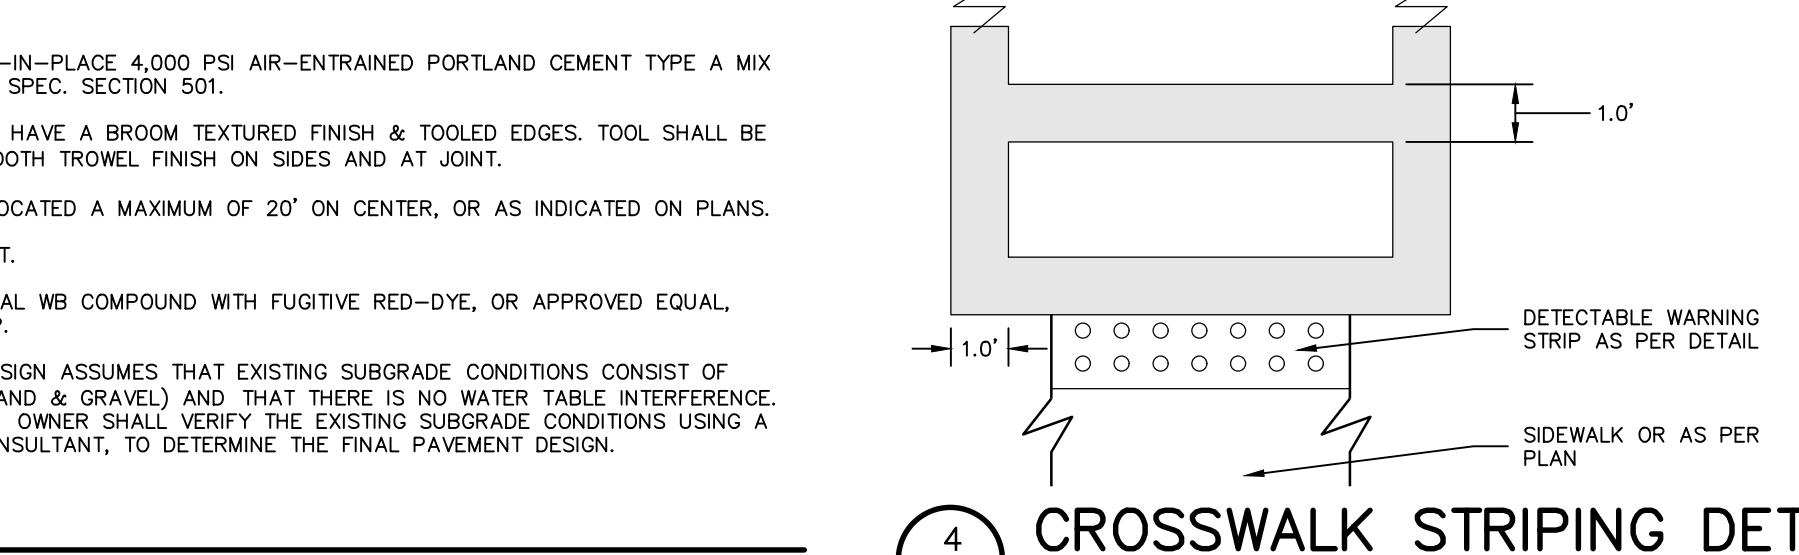 -IN-PLACE 4,000 PSI AIR-ENTRAINED PORTLAND CEMENT TYPE A MIX
SPEC. SECTION 501.
HAVE A BROOM TEXTURED FINISH & TOOLED EDGES. TOOL SHALL BE
OOTH TROWEL FINISH ON SIDES AND AT JOINT.
OCATED A MAXIMUM OF 20' ON CENTER, OR AS INDICATED ON PLANS.
T.
AL WB COMPOUND WITH FUGITIVE RED-DYE, OR APPROVED EQUAL,
SIGN ASSUMES THAT EXISTING SUBGRADE CONDITIONS CONSIST OF
AND & GRAVEL) AND THAT THERE IS NO WATER TABLE INTERFERENCE.
OWNER SHALL VERIFY THE EXISTING SUBGRADE CONDITIONS USING A
NSULTANT, TO DETERMINE THE FINAL PAVEMENT DESIGN.
1.0'
1.0'
DETECTABLE WARNING
STRIP AS PER DETAIL
SIDEWALK OR AS PER
PLAN
4
CROSSWALK STRIPING DET